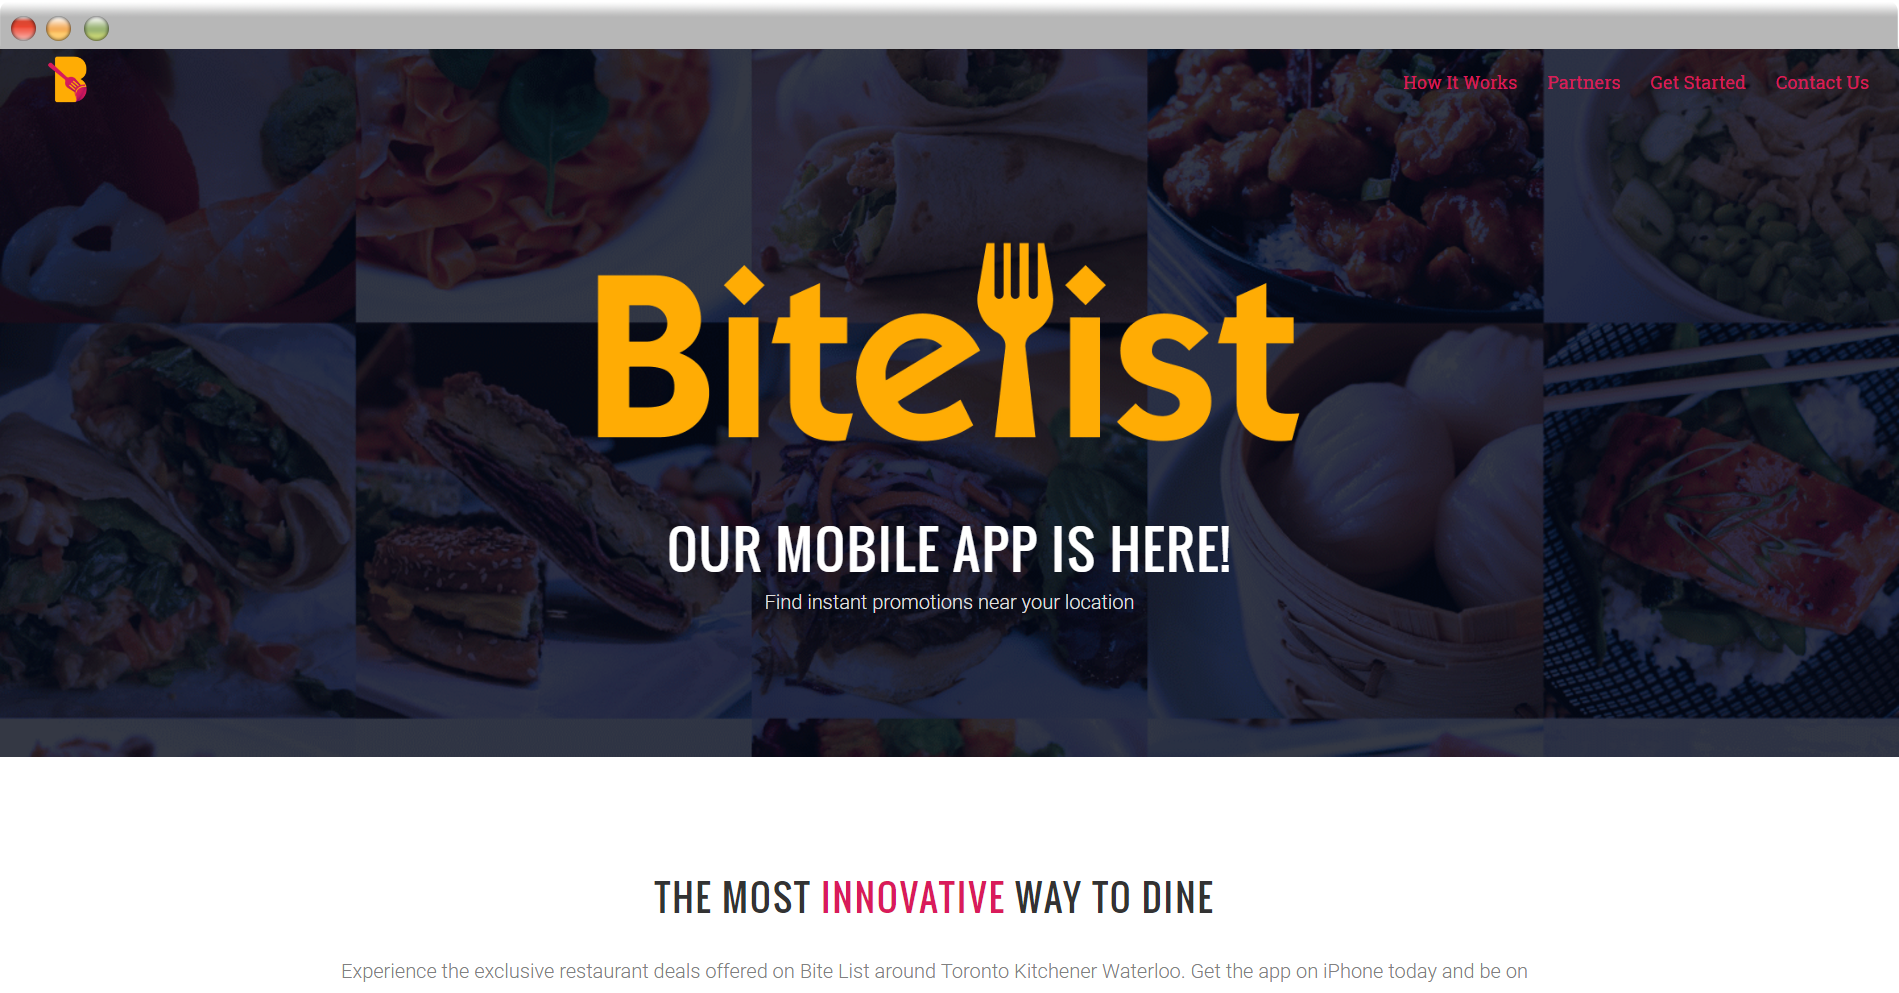 B
How It Works Partners Get Started Contact Us
Bitelist
OUR MOBILE APP IS HERE!
Find instant promotions near your location
THE MOST INNOVATIVE WAY TO DINE
Experience the exclusive restaurant deals offered on Bite List around Toronto Kitchener Waterloo. Get the app on iPhone today and be on